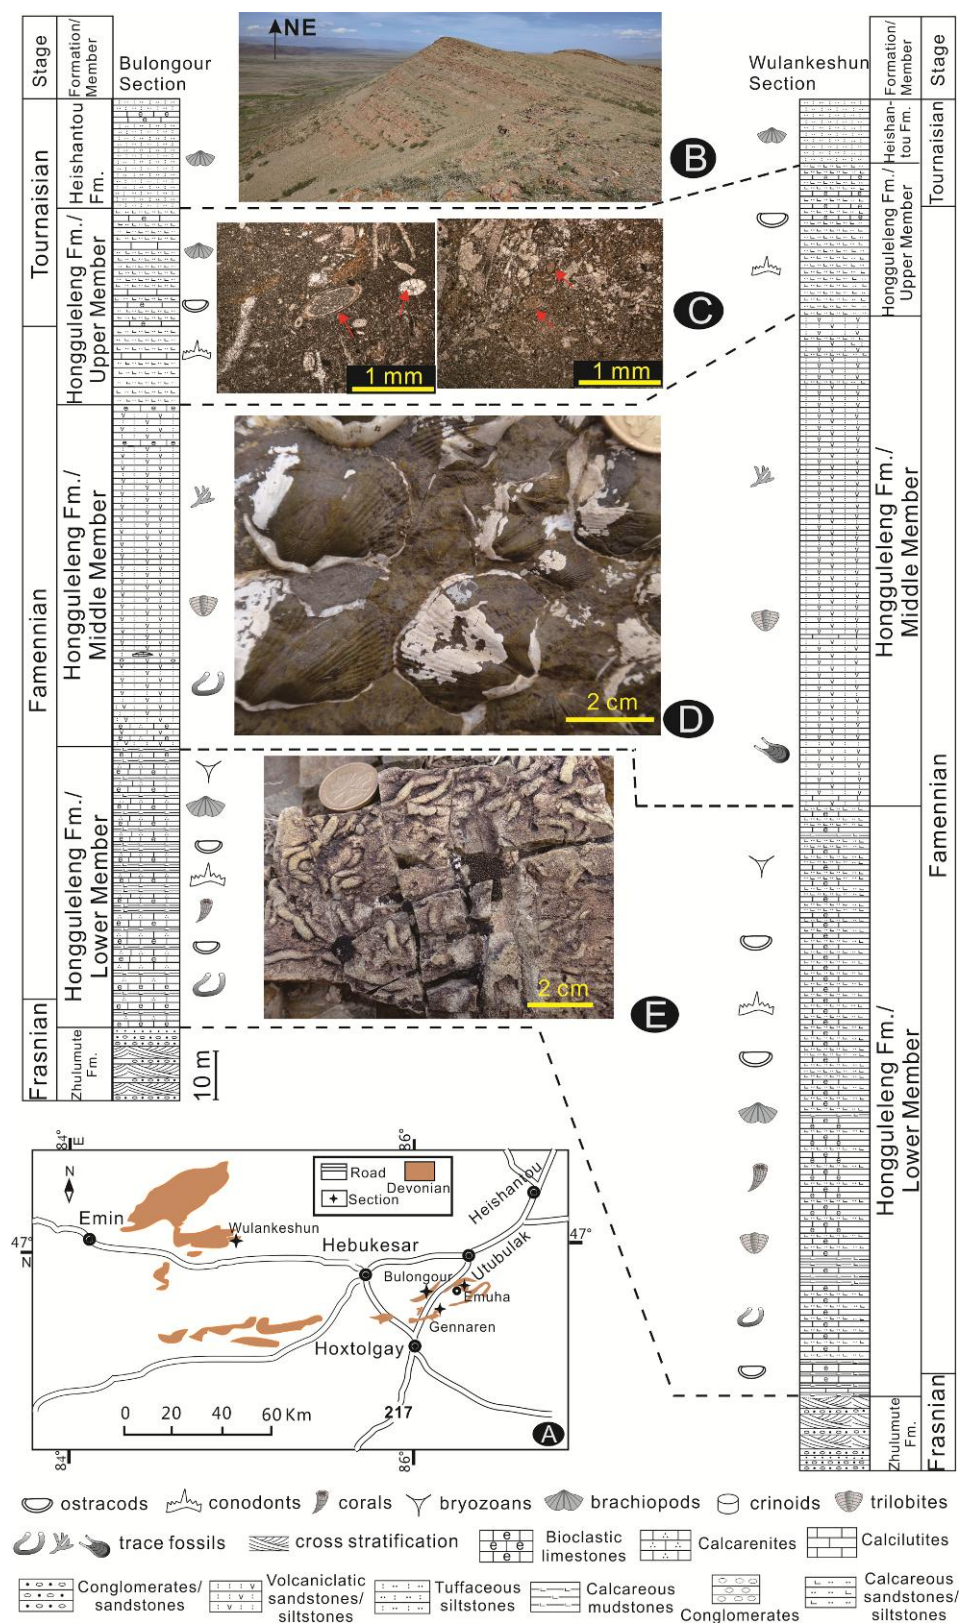 Stage
Formation/
Member
Bulongour
Section
NE
Wulankeshun
Section
Formation/
Member
Stage
B
Tournaisian
Heishantou
Fm.
Heishan-
tou Fm.
Tournaisian
Hongguleleng Fm./
Upper Member
Hongguleleng Fm./
Upper Member
C
1 mm
1 mm
Famennian
Hongguleleng Fm./
Middle Member
Hongguleleng Fm./
Middle Member
2 cm
D
Famennian
Hongguleleng Fm./
Lower Member
Hongguleleng Fm./
Lower Member
2 cm
E
Frasnian
Zhulumute
Fm.
10 m
Zhulumute
Fm.
Frasnian
84°
E
86°
N
Road
Devonian
Section
Emin
Wulankeshun
Heishantou
47°
N
47°
Hebukesar
Utubulak
Bulongour
Emuha
Gennaren
Hoxtolgay
0 20 40 60 Km
217
A
84°
86°
ostracods conodonts corals bryozoans brachiopods crinoids trilobites
trace fossils cross stratification Bioclastic
limestones Calcarenites Calcilutites
Conglomerates/
sandstones Volcaniclatic
sandstones/
siltstones Tuffaceous
siltstones Calcareous
mudstones Conglomerates Calcareous
sandstones/
siltstones